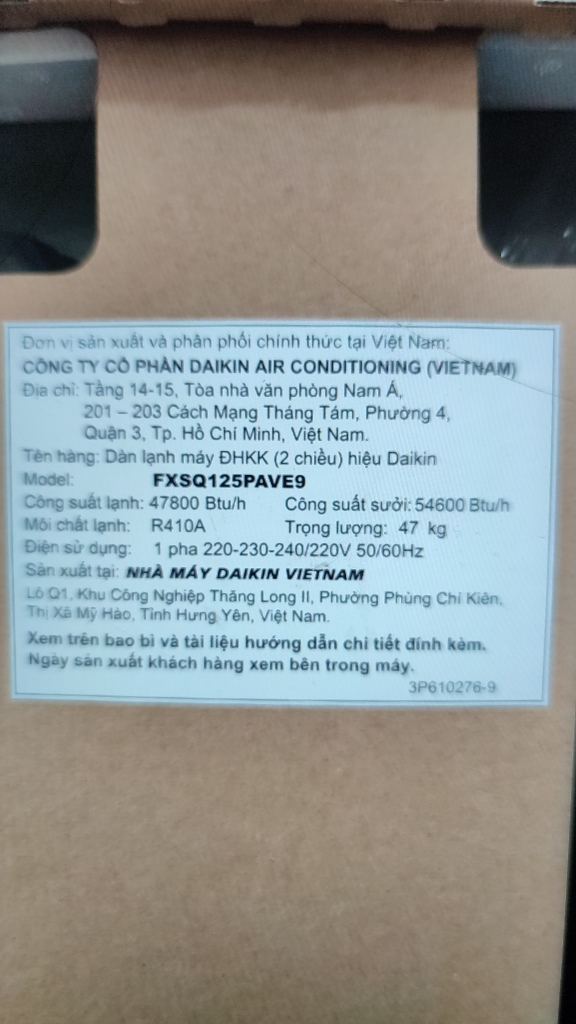 Đơn vị sản xuất và phân phối chính thức tại Việt Nam:
CÔNG TY CỔ PHẦN DAIKIN AIR CONDITIONING (VIETNAM)
Địa chỉ: Tầng 14-15, Tòa nhà văn phòng Nam Á,
201 – 203 Cách Mạng Tháng Tám, Phường 4,
Quận 3, Tp. Hồ Chí Minh, Việt Nam.
Tên hàng: Dàn lạnh máy ĐHKK (2 chiều) hiệu Daikin
Model: FXSQ125PAVE9
Công suất lạnh: 47800 Btu/h Công suất sưởi: 54600 Btu/h
Môi chất lạnh: R410A Trọng lượng: 47 kg
Điện sử dụng: 1 pha 220-230-240/220V 50/60Hz
Sản xuất tại: NHÀ MÁY DAIKIN VIETNAM
Lô Q1, Khu Công Nghiệp Thăng Long II, Phường Phùng Chí Kiên,
Thị Xã Mỹ Hào, Tỉnh Hưng Yên, Việt Nam.
Xem trên bao bì và tài liệu hướng dẫn chi tiết đính kèm.
Ngày sản xuất khách hàng xem bên trong máy.
3P610276-9